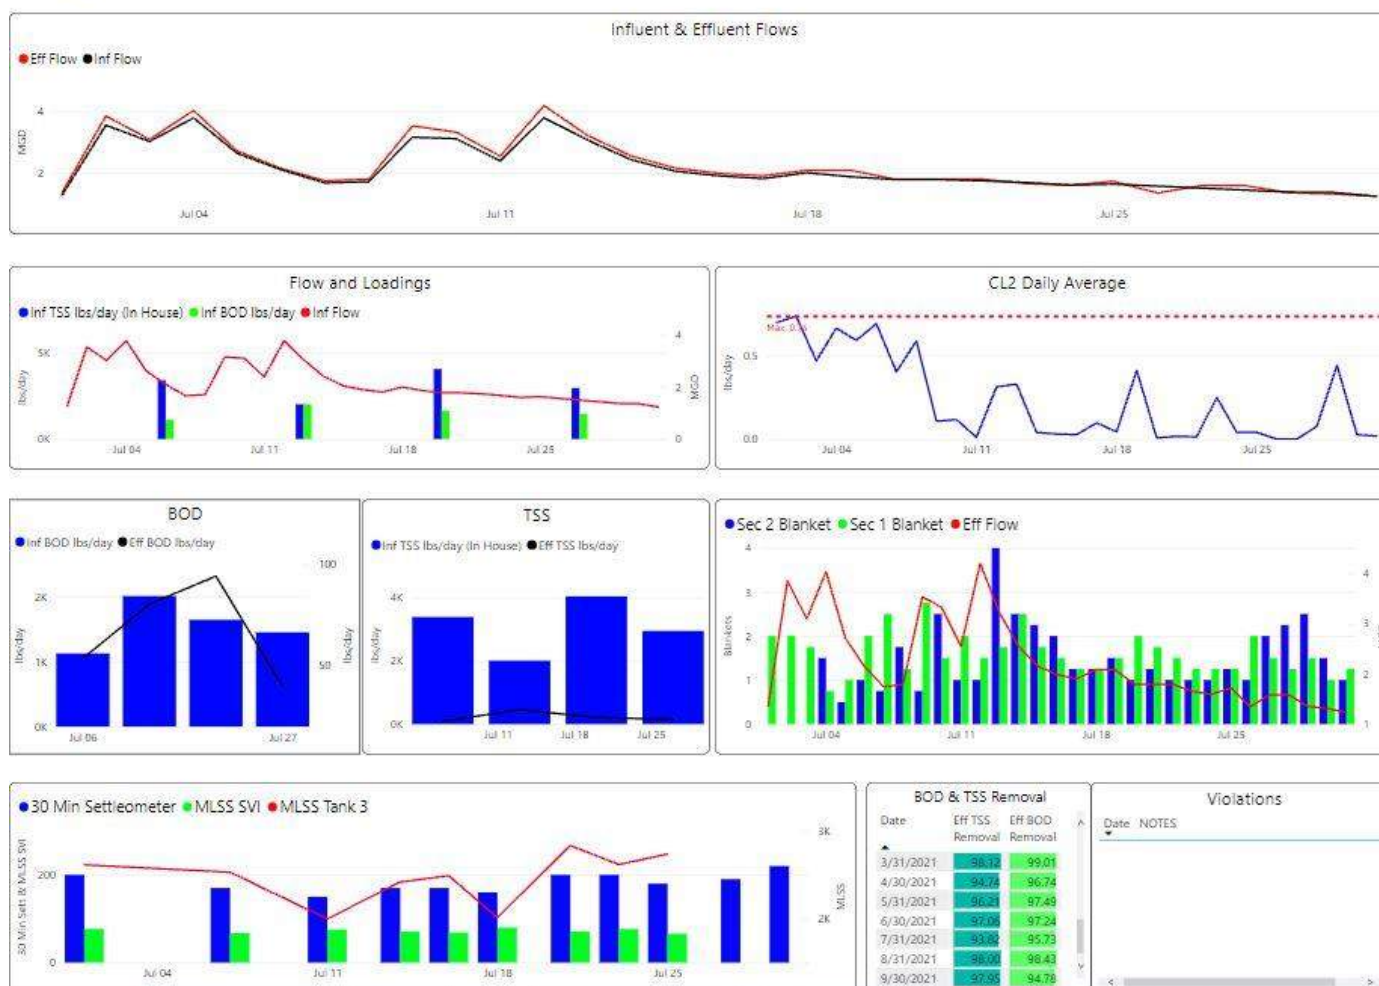 Influent & Effluent Flows
Eff Flow Inf Flow
4
MGD
2
Jul 04 Jul 11 Jul 18 Jul 25
Flow and Loadings
Inf TSS lbs/day (In House) Inf BOD lbs/day Inf Flow
4
5K
lbs/day
2
MGD
0K 0
Jul 04 Jul 11 Jul 18 Jul 25
CL2 Daily Average
0.5
lbs/day
0.0
Jul 04 Jul 11 Jul 18 Jul 25
BOD
Inf BOD lbs/day Eff BOD lbs/day
100
2K
lbs/day
lbs/day
1K 50
0K
Jul 06 Jul 27
TSS
Inf TSS lbs/day (In House) Eff TSS lbs/day
4K
lbs/day
2K
0K
Jul 11 Jul 18 Jul 25
Sec 2 Blanket Sec 1 Blanket Eff Flow
4
4
3
3
Blankets
2
2
1
0 1
Jul 04 Jul 11 Jul 18 Jul 25
30 Min Settleometer MLSS SVI MLSS Tank 3
3K
200
30 Min Sett & MLSS SVI
MLSS
2K
0
Jul 04 Jul 11 Jul 18 Jul 25
BOD & TSS Removal
Date Eff TSS Eff BOD
Removal Removal
3/31/2021 98.12 99.01
4/30/2021 94.74 96.74
5/31/2021 96.21 97.49
6/30/2021 97.06 97.24
7/31/2021 93.82 95.73
8/31/2021 98.00 98.43
9/30/2021 97.95 94.78
Violations
Date NOTES